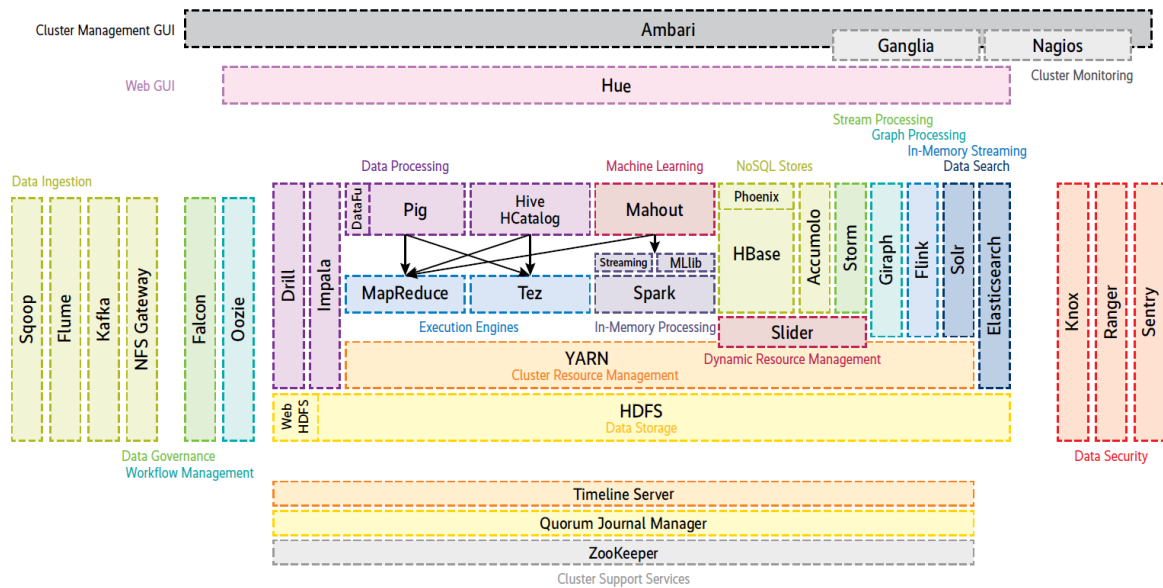 Cluster Management GUI
Ambari
Ganglia
Nagios
Cluster Monitoring
Web GUI
Hue
Stream Processing
Graph Processing
In-Memory Streaming
Data Search
Data Processing
Machine Learning
NoSQL Stores
Data Ingestion
Sqoop
Flume
Kafka
NFS Gateway
Falcon
Oozie
Data Governance
Workflow Management
Drill
Impala
DataFu
Pig
Hive
HCatalog
Mahout
Phoenix
HBase
Accumolo
Storm
Giraph
Flink
Solr
Elasticsearch
MapReduce
Tez
Streaming
MLlib
Spark
Execution Engines
In-Memory Processing
Slider
Dynamic Resource Management
YARN
Cluster Resource Management
Web
HDFS
HDFS
Data Storage
Knox
Ranger
Sentry
Data Security
Timeline Server
Quorum Journal Manager
ZooKeeper
Cluster Support Services